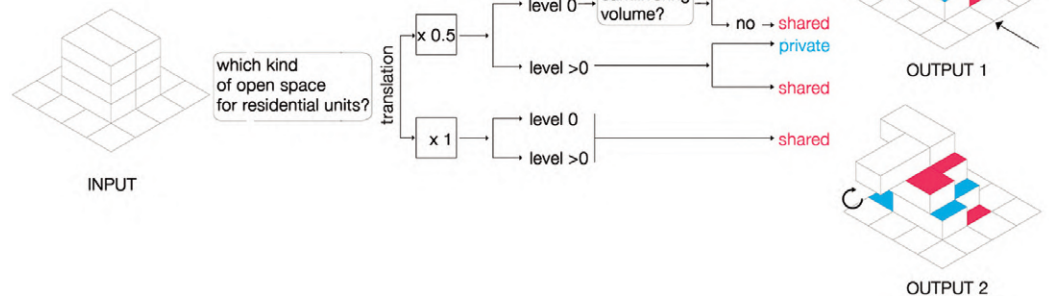 level 0
volume?
no
shared
private
x 0.5
which kind
of open space
for residential units?
translation
level >0
shared
OUTPUT 1
level 0
x 1
shared
level >0
INPUT
OUTPUT 2